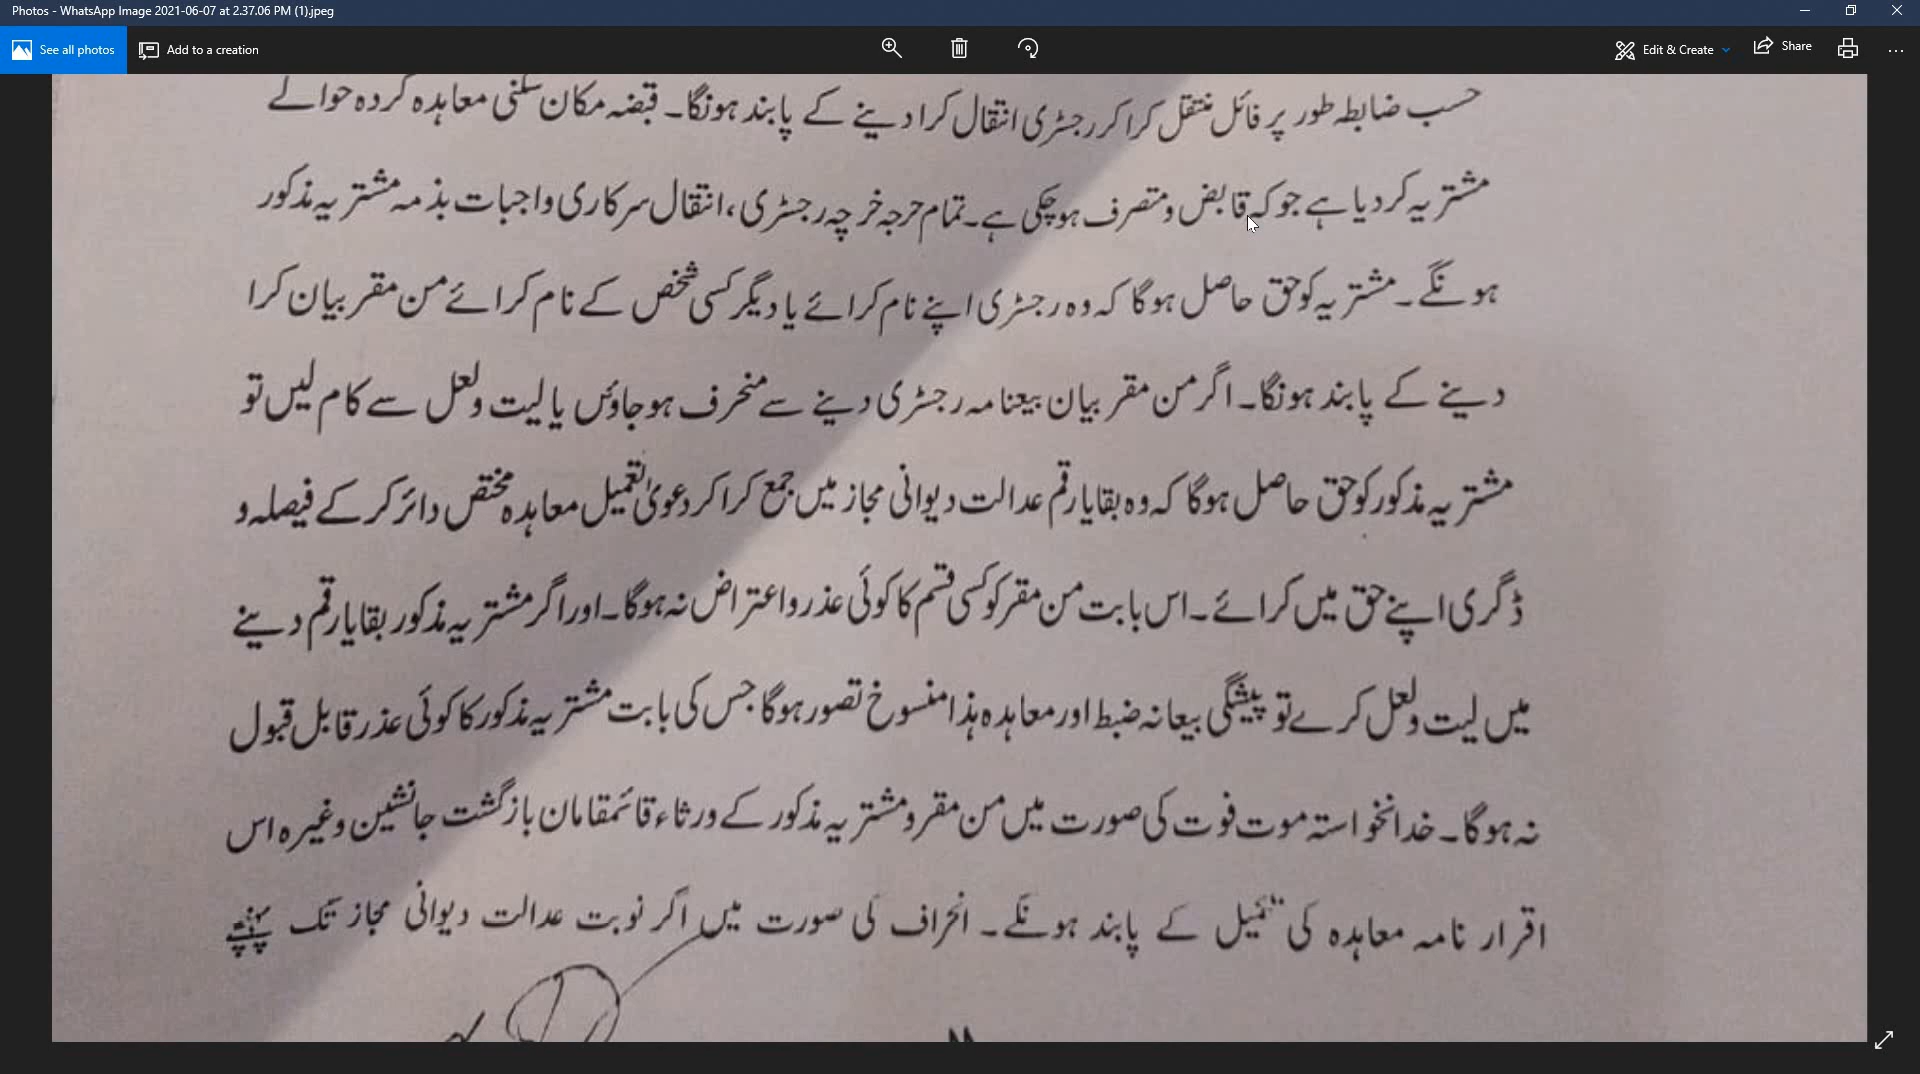 Photos - WhatsApp Image 2021-06-07 at 2.37.06 PM (1).jpeg
See all photos
Add to a creation
Edit & Create
Share
حسب ضابطہ طور پر فائل منتقل کرا کر رجسٹری انتقال کرا دینے کے پابند ہونگا۔ قبضہ مکان سکنی معاہدہ کردہ حوالے
مشتریہ کر دیا ہے جو کہ قابض و متصرف ہو چکی ہے۔ تمام حرجہ خرچہ رجسٹری، انتقال سرکاری واجبات بذمہ مشتریہ مذکور
ہونگے۔ مشتریہ کو حق حاصل ہوگا کہ وہ رجسٹری اپنے نام کرائے یا دیگر کسی شخص کے نام کرائے من مقر بیان کرا
دینے کے پابند ہونگا۔ اگر من مقر بیان بیعنامہ رجسٹری دینے سے منحرف ہو جاؤں یا لیت ولعل سے کام لیں تو
مشتریہ مذکور کو حق حاصل ہوگا کہ وہ بقایا رقم عدالت دیوانی مجاز میں جمع کرا کر دعویٰ تعمیل معاہدہ مختص دائر کر کے فیصلہ و
ڈگری اپنے حق میں کرائے۔ اس بابت من مقر کو کسی قسم کا کوئی عذر و اعتراض نہ ہوگا۔ اور اگر مشتریہ مذکور بقایا رقم دینے
میں لیت ولعل کرے تو پیشگی بیعانہ ضبط اور معاہدہ ہذا منسوخ تصور ہوگا جس کی بابت مشتریہ مذکور کا کوئی عذر قابل قبول
نہ ہوگا۔ خدانخواستہ موت فوت کی صورت میں من مقر و مشتریہ مذکور کے ورثاء قائمقامان بازگشت جانشین وغیرہ اس
اقرار نامہ معاہدہ کی تکمیل کے پابند ہونگے۔ انحراف کی صورت میں اگر نوبت عدالت دیوانی مجاز تک پہنچے